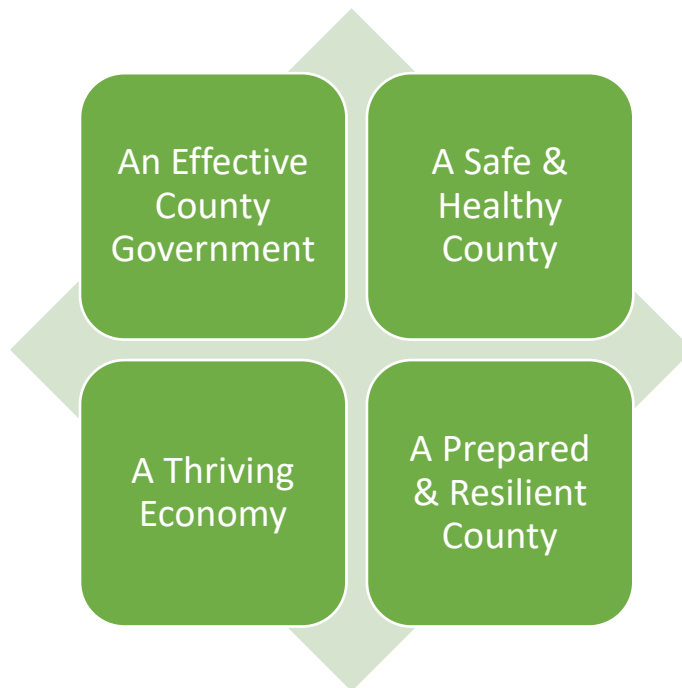 An Effective
County
Government
A Safe &
Healthy
County
A Thriving
Economy
A Prepared
& Resilient
County